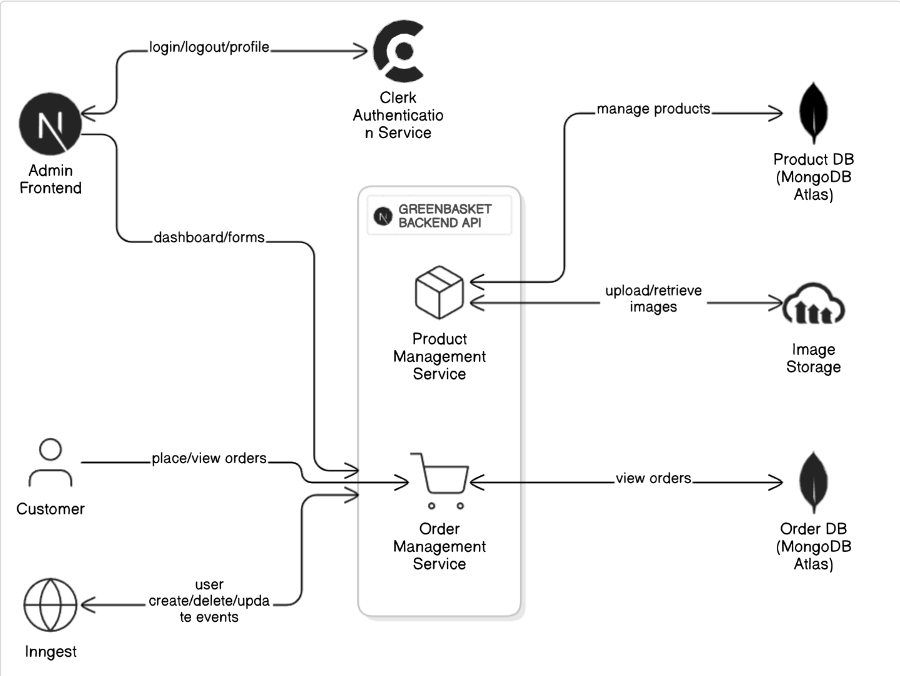 login/logout/profile
Clerk
Authenticatio
n Service
N
Admin
Frontend
manage products
Product DB
(MongoDB
Atlas)
N
GREENBASKET
BACKEND API
dashboard/forms
upload/retrieve
images
Product
Management
Service
Image
Storage
place/view orders
Customer
view orders
Order
Management
Service
Order DB
(MongoDB
Atlas)
user
create/delete/upda
te events
Inngest